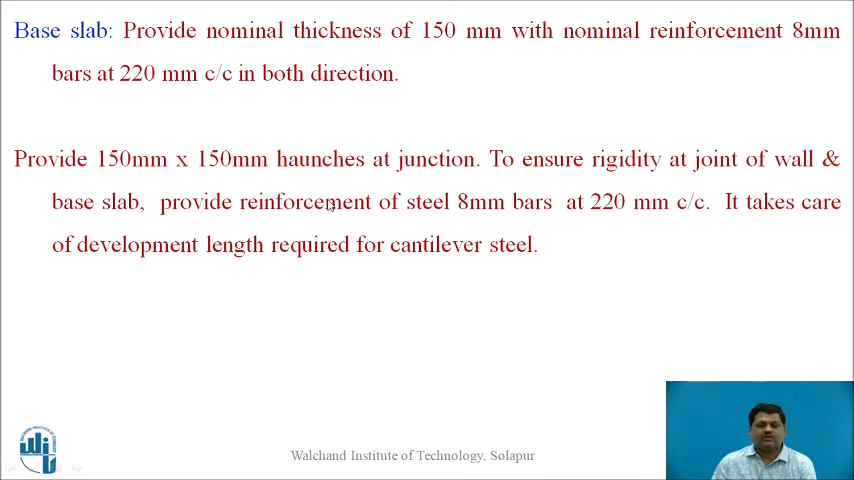 Base slab: Provide nominal thickness of 150 mm with nominal reinforcement 8mm
bars at 220 mm c/c in both direction.
Provide 150mm x 150mm haunches at junction. To ensure rigidity at joint of wall &
base slab, provide reinforcement of steel 8mm bars at 220 mm c/c. It takes care
of development length required for cantilever steel.
Walchand Institute of Technology, Solapur